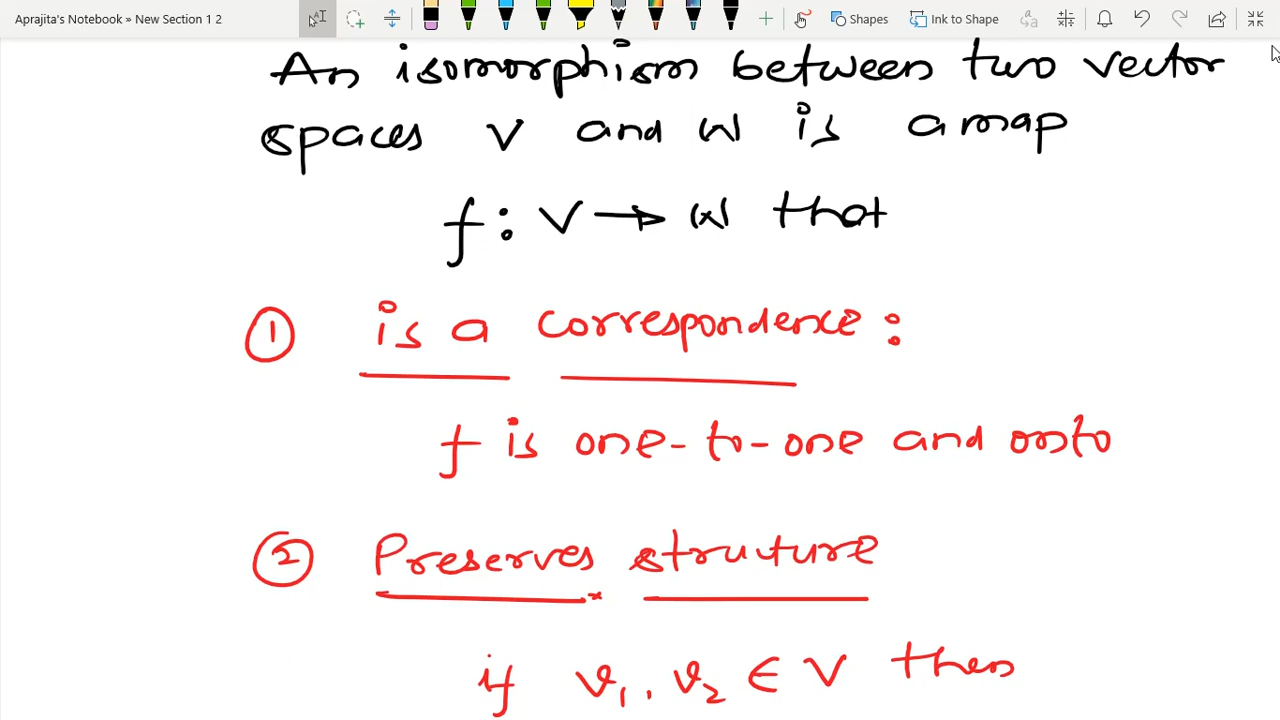 Aprajita's Notebook » New Section 1 2
Shapes
Ink to Shape
An isomorphism between two vector
spaces V and W is a map
f : V → W that
① is a correspondence :
f is one-to-one and onto
② Preserves struture
if v₁, v₂ ∈ V then